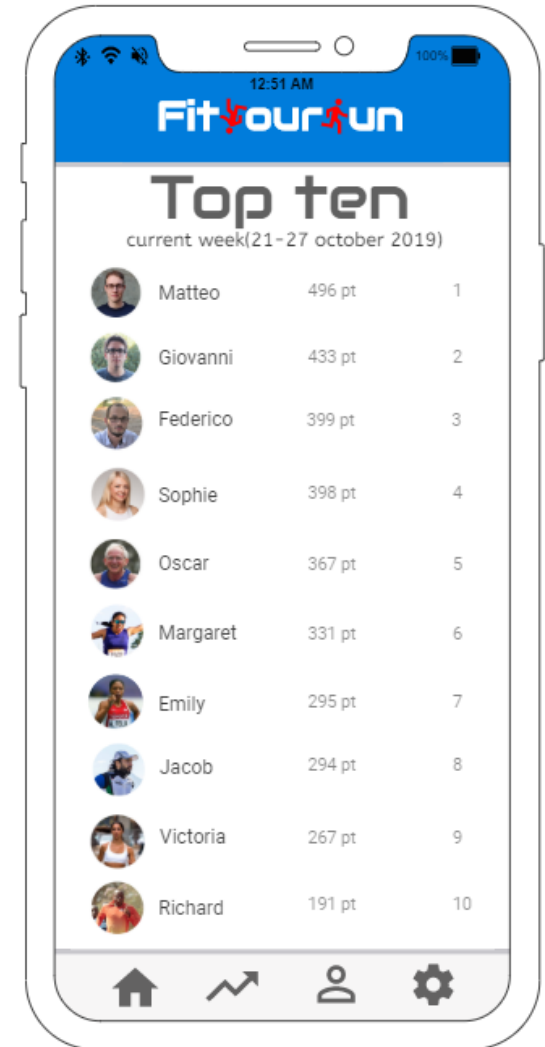 100%
12:51 AM
FitYourRun
Top ten
current week(21-27 october 2019)
Matteo 496 pt 1
Giovanni 433 pt 2
Federico 399 pt 3
Sophie 398 pt 4
Oscar 367 pt 5
Margaret 331 pt 6
Emily 295 pt 7
Jacob 294 pt 8
Victoria 267 pt 9
Richard 191 pt 10